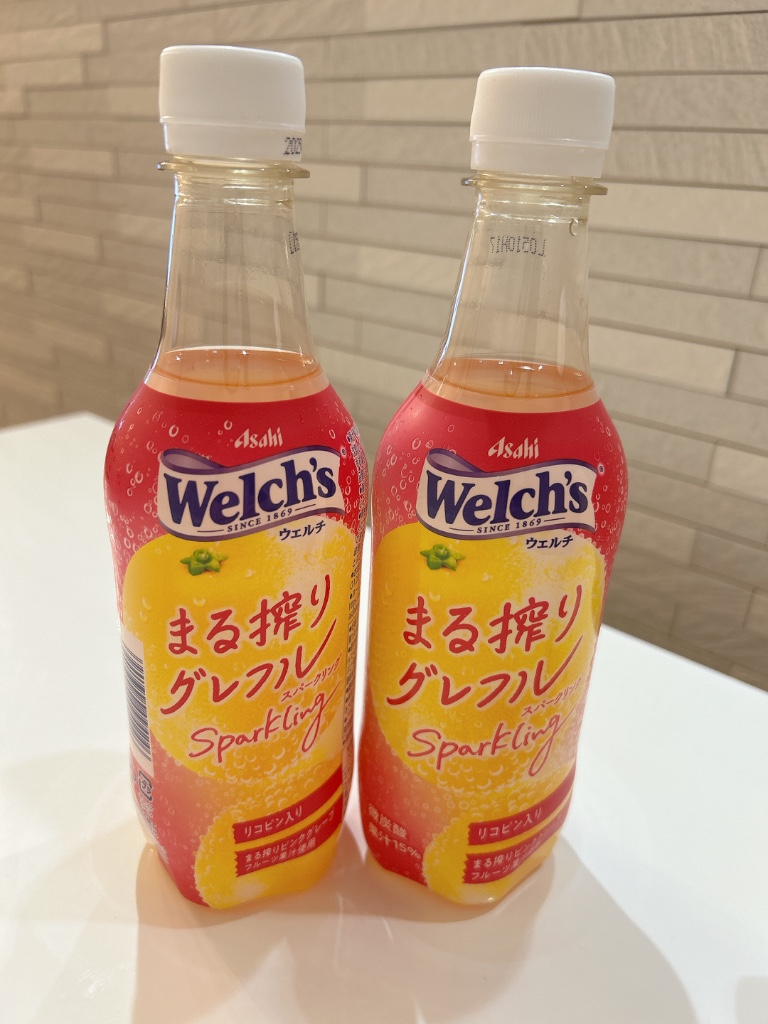 2025
Asahi
Welch's
SINCE 1869
ウェルチ
まる搾り
グレフル
スパークリング
Sparkling
リコピン入り
まる搾りピンクグレープ
フルーツ果汁使用
L0510H17
Asahi
Welch's
SINCE 1869
ウェルチ
まる搾り
グレフル
スパークリング
Sparkling
微炭酸
果汁15%
リコピン入り
まる搾りピンクグレープ
フルーツ果汁